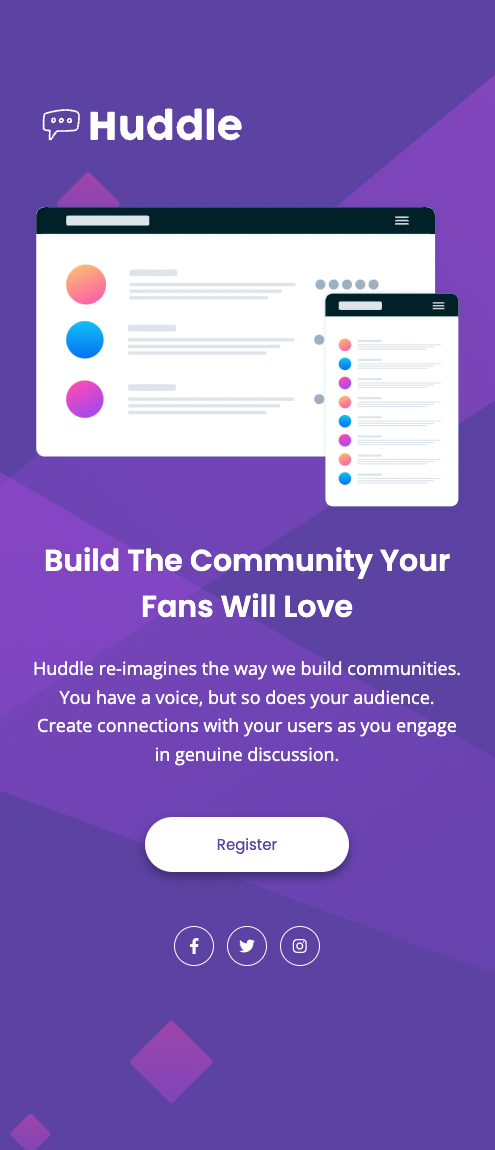 Huddle
Build The Community Your
Fans Will Love
Huddle re-imagines the way we build communities.
You have a voice, but so does your audience.
Create connections with your users as you engage
in genuine discussion.
Register